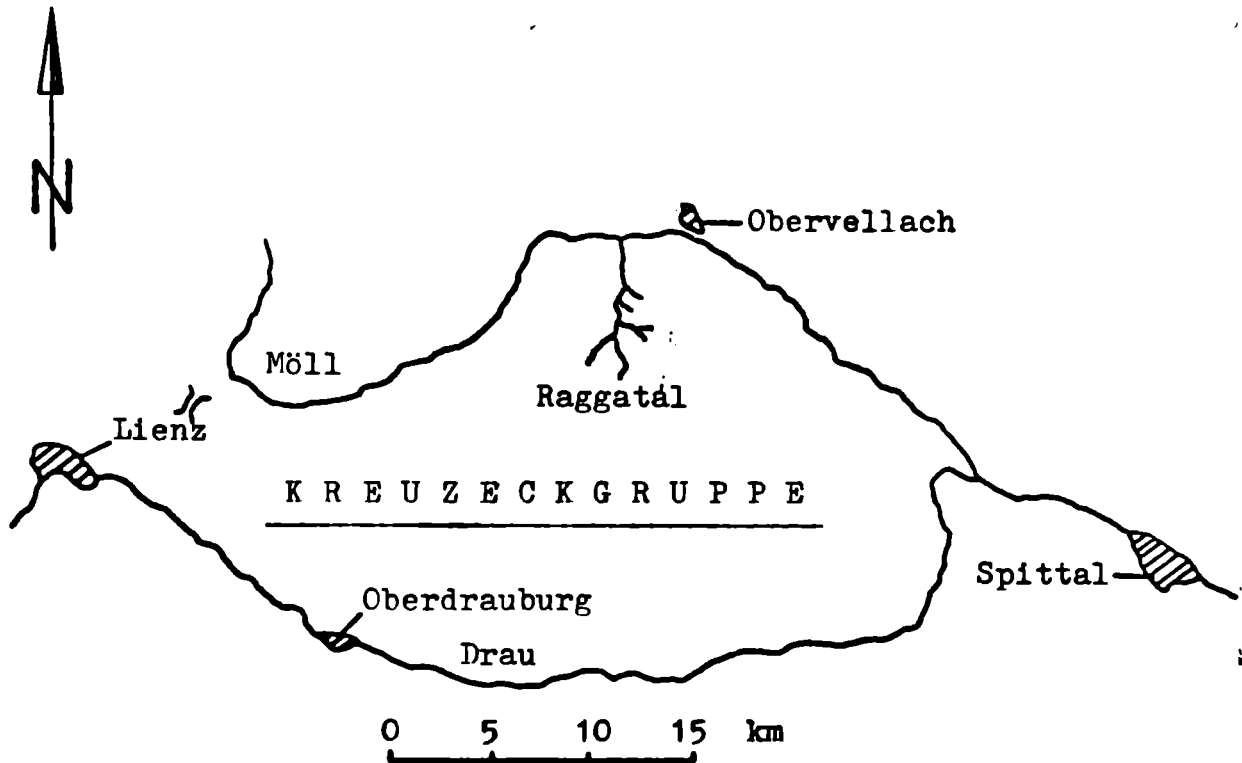 N
Obervellach
Möll
Raggatal
Lienz
KREUZECKGRUPPE
Spittal
Oberdrauburg
Drau
0 5 10 15 km